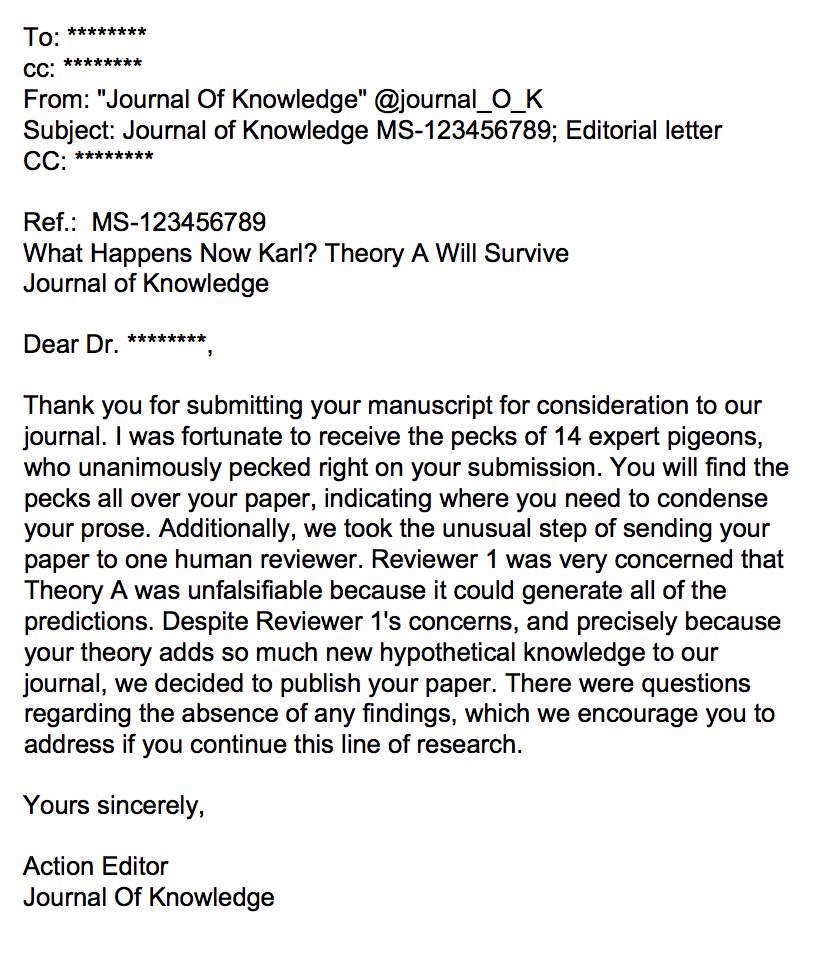 To: ********
cc: ********
From: "Journal Of Knowledge" @journal_O_K
Subject: Journal of Knowledge MS-123456789; Editorial letter
CC: ********
Ref.:  MS-123456789
What Happens Now Karl? Theory A Will Survive
Journal of Knowledge
Dear Dr. ********,
Thank you for submitting your manuscript for consideration to our
journal. I was fortunate to receive the pecks of 14 expert pigeons,
who unanimously pecked right on your submission. You will find the
pecks all over your paper, indicating where you need to condense
your prose. Additionally, we took the unusual step of sending your
paper to one human reviewer. Reviewer 1 was very concerned that
Theory A was unfalsifiable because it could generate all of the
predictions. Despite Reviewer 1's concerns, and precisely because
your theory adds so much new hypothetical knowledge to our
journal, we decided to publish your paper. There were questions
regarding the absence of any findings, which we encourage you to
address if you continue this line of research.
Yours sincerely,
Action Editor
Journal Of Knowledge